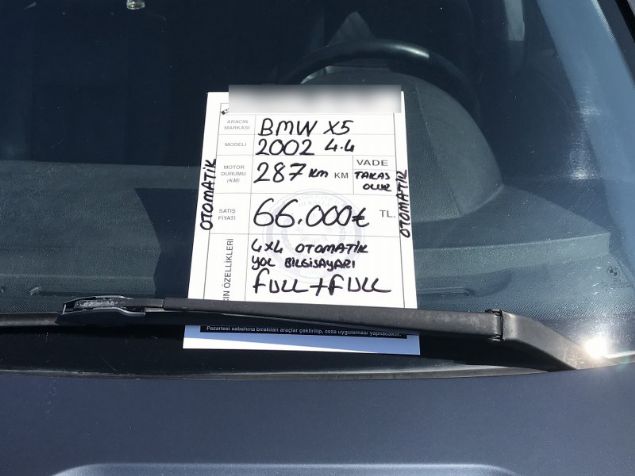 ARACIN MARKASI BMW X5
MODELİ 2002 4.4
MOTOR DURUMU (KM) 287 Km KM
VADE
TAKAS OLUR
SATIŞ FİYATI 66.000₺ TL.
4x4 OTOMATİK
YOL BİLGİSAYARI
FULL+FULL
OTOMATİK
OTOMATİK
ÖZELLİKLERİ